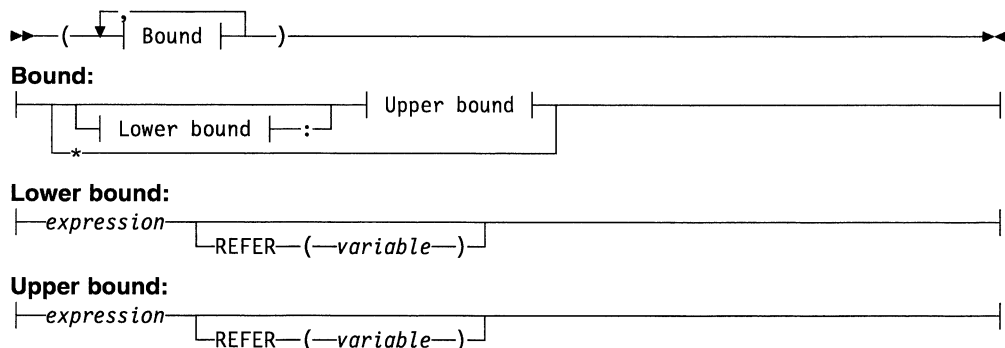 ,
( Bound )
Bound:
Upper bound
Lower bound :
*
Lower bound:
expression
REFER ( variable )
Upper bound:
expression
REFER ( variable )